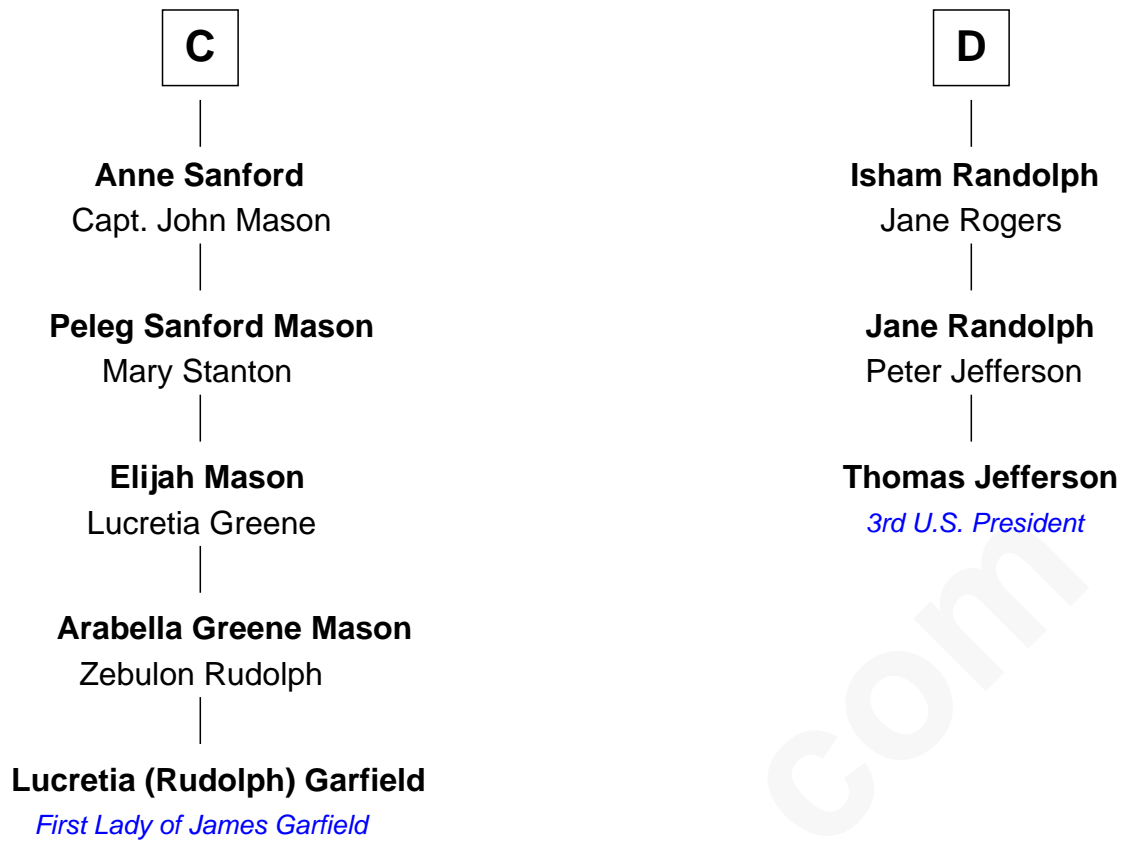 C
Anne Sanford
Capt. John Mason
Peleg Sanford Mason
Mary Stanton
Elijah Mason
Lucretia Greene
Arabella Greene Mason
Zebulon Rudolph
Lucretia (Rudolph) Garfield
First Lady of James Garfield
D
Isham Randolph
Jane Rogers
Jane Randolph
Peter Jefferson
Thomas Jefferson
3rd U.S. President
com